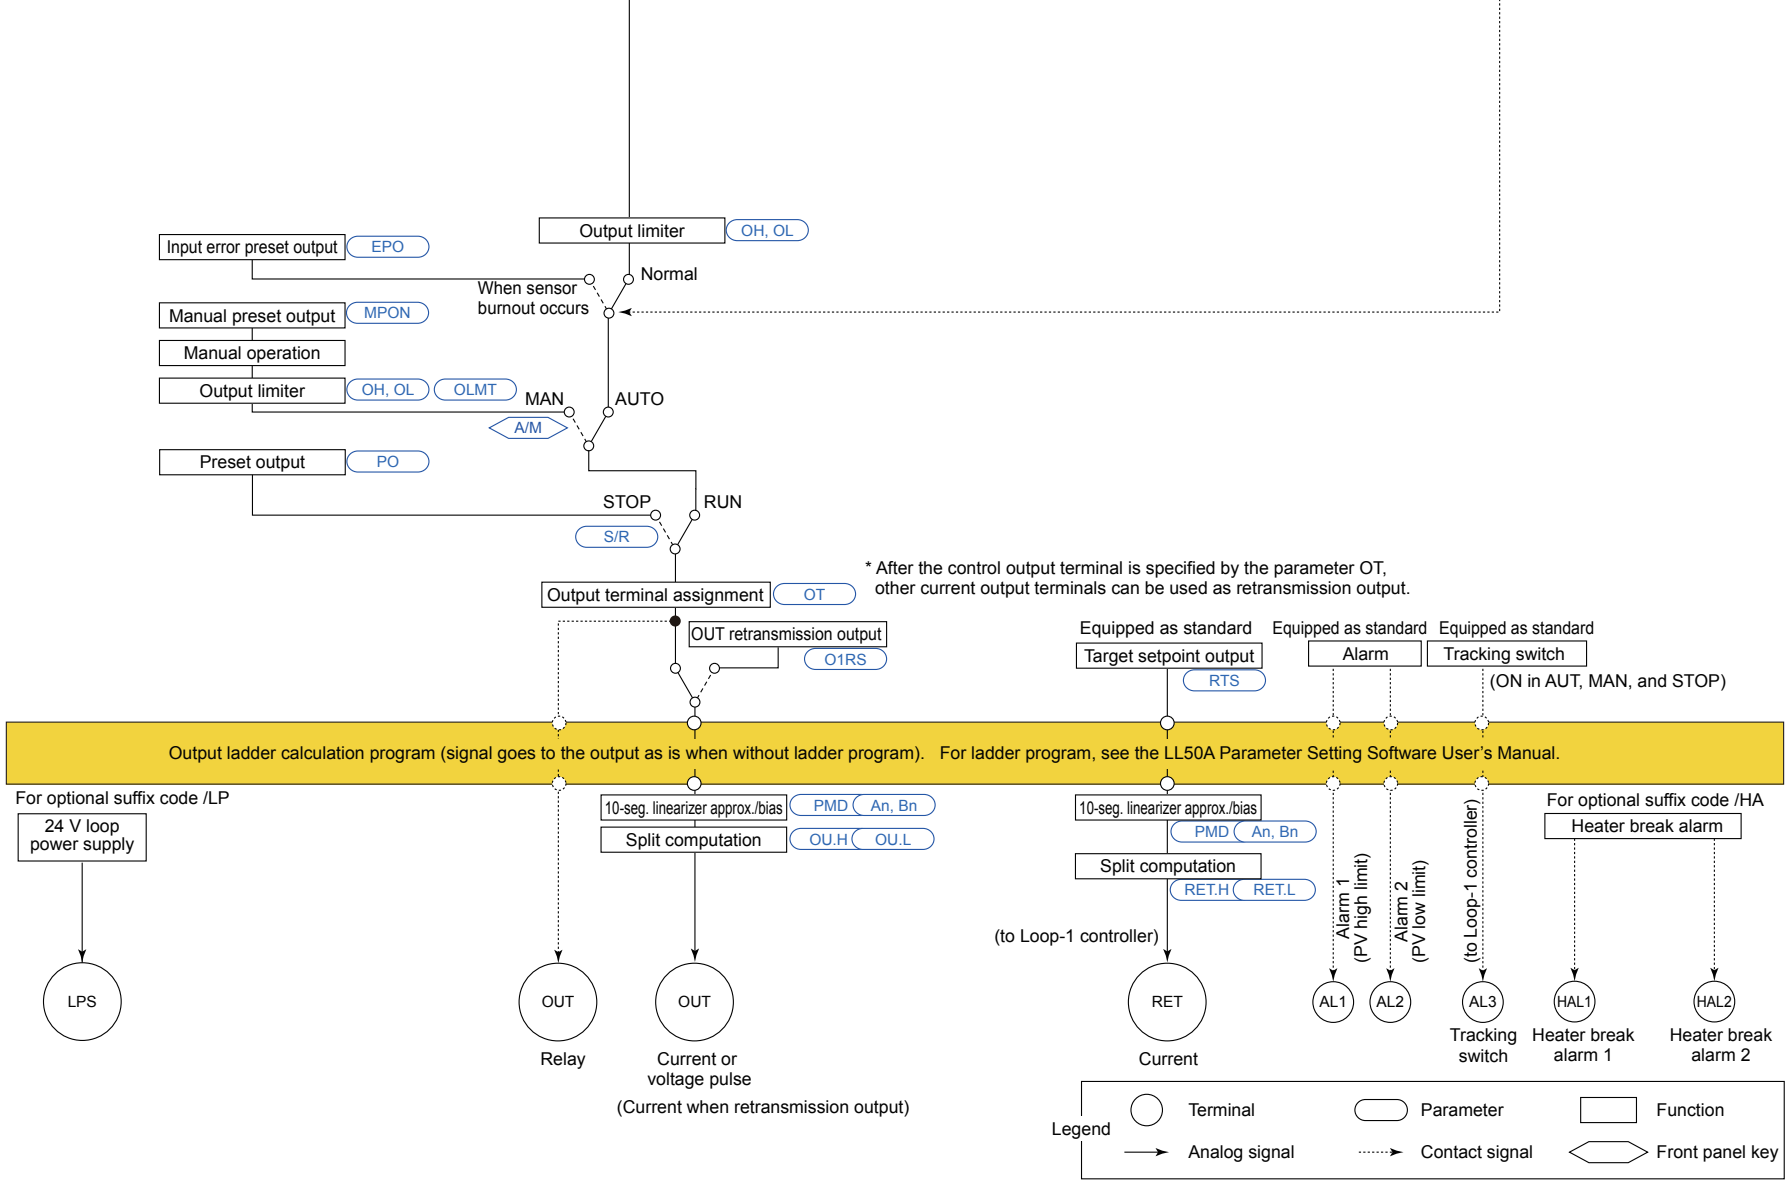 Output limiter
OH, OL
Input error preset output
EPO
Normal
When sensor
burnout occurs
Manual preset output
MPON
Manual operation
Output limiter
OH, OL
OLMT
MAN
AUTO
A/M
Preset output
PO
STOP
RUN
S/R
* After the control output terminal is specified by the parameter OT,
other current output terminals can be used as retransmission output.
Output terminal assignment
OT
OUT retransmission output
O1RS
Equipped as standard
Target setpoint output
RTS
Equipped as standard
Alarm
Equipped as standard
Tracking switch
(ON in AUT, MAN, and STOP)
Output ladder calculation program (signal goes to the output as is when without ladder program). For ladder program, see the LL50A Parameter Setting Software User's Manual.
For optional suffix code /LP
24 V loop
power supply
10-seg. linearizer approx./bias
PMD
An, Bn
Split computation
OU.H
OU.L
10-seg. linearizer approx./bias
PMD
An, Bn
Split computation
RET.H
RET.L
(to Loop-1 controller)
Alarm 1
(PV high limit)
Alarm 2
(PV low limit)
(to Loop-1 controller)
For optional suffix code /HA
Heater break alarm
LPS
OUT
OUT
RET
AL1
AL2
AL3
HAL1
HAL2
Relay
Current or
voltage pulse
(Current when retransmission output)
Current
Tracking
switch
Heater break
alarm 1
Heater break
alarm 2
Legend
Terminal
Parameter
Function
Analog signal
Contact signal
Front panel key